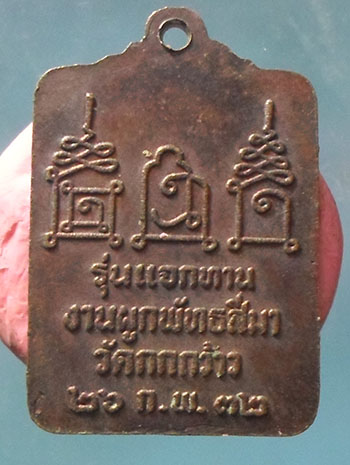 รุ่นแจกทาน
งานผูกพัทธสีมา
วัดกกกว้าว
๒๖ ก.พ. ๓๒